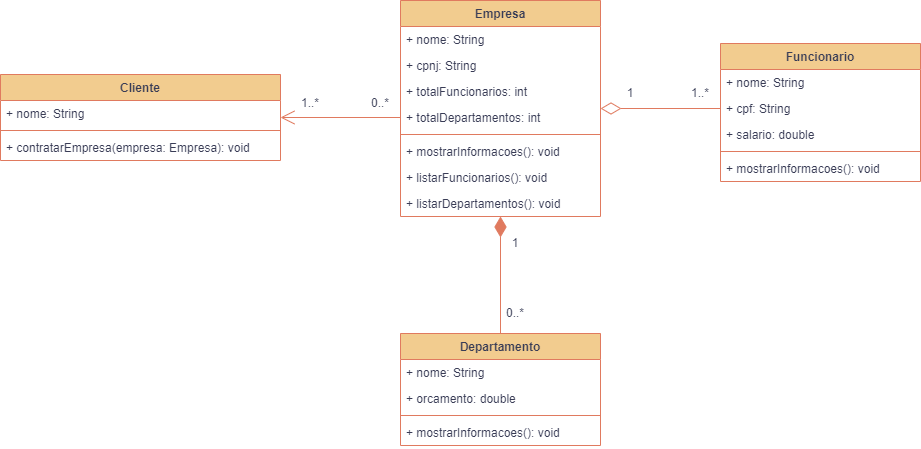 Empresa
+ nome: String
+ cpnj: String
+ totalFuncionarios: int
+ totalDepartamentos: int
+ mostrarInformacoes(): void
+ listarFuncionarios(): void
+ listarDepartamentos(): void
Cliente
+ nome: String
+ contratarEmpresa(empresa: Empresa): void
1..*
0..*
1
1..*
Funcionario
+ nome: String
+ cpf: String
+ salario: double
+ mostrarInformacoes(): void
1
0..*
Departamento
+ nome: String
+ orcamento: double
+ mostrarInformacoes(): void